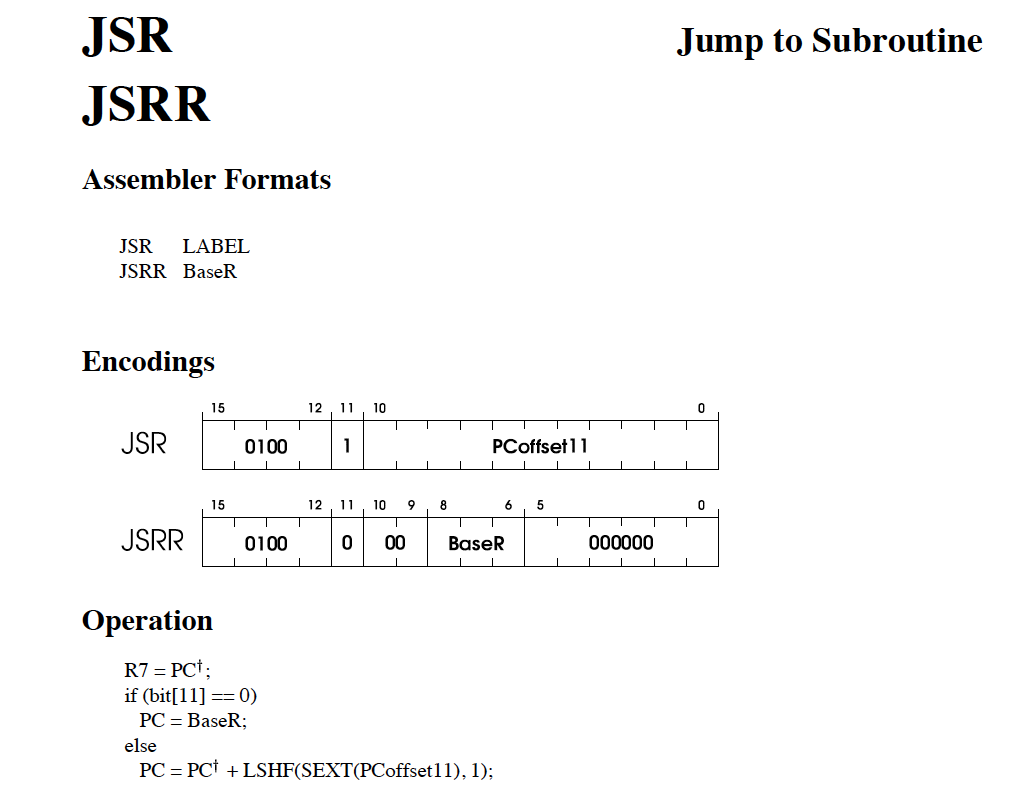 JSR Jump to Subroutine
JSRR
Assembler Formats
JSR LABEL
JSRR BaseR
Encodings
15 12 11 10 0
JSR 0100 1 PCoffset11
15 12 11 10 9 8 6 5 0
JSRR 0100 0 00 BaseR 000000
Operation
R7 = PC†;
if (bit[11] == 0)
PC = BaseR;
else
PC = PC† + LSHF(SEXT(PCoffset11), 1);